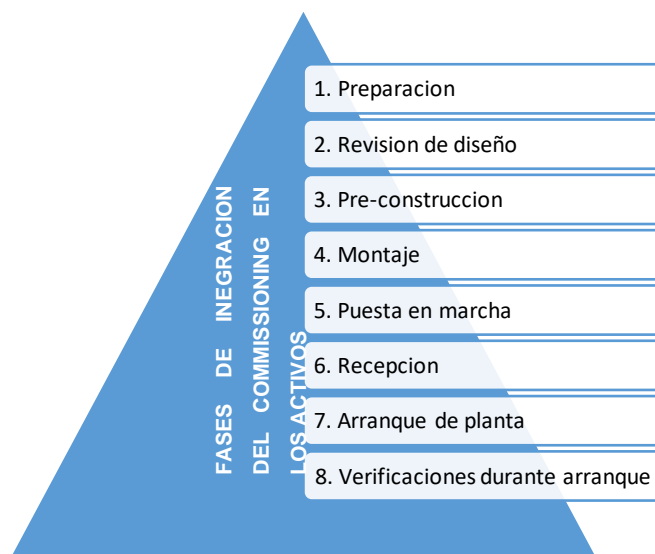 FASES DE INEGRACION
DEL COMMISSIONING EN
LOS ACTIVOS
1. Preparacion
2. Revision de diseño
3. Pre-construccion
4. Montaje
5. Puesta en marcha
6. Recepcion
7. Arranque de planta
8. Verificaciones durante arranque